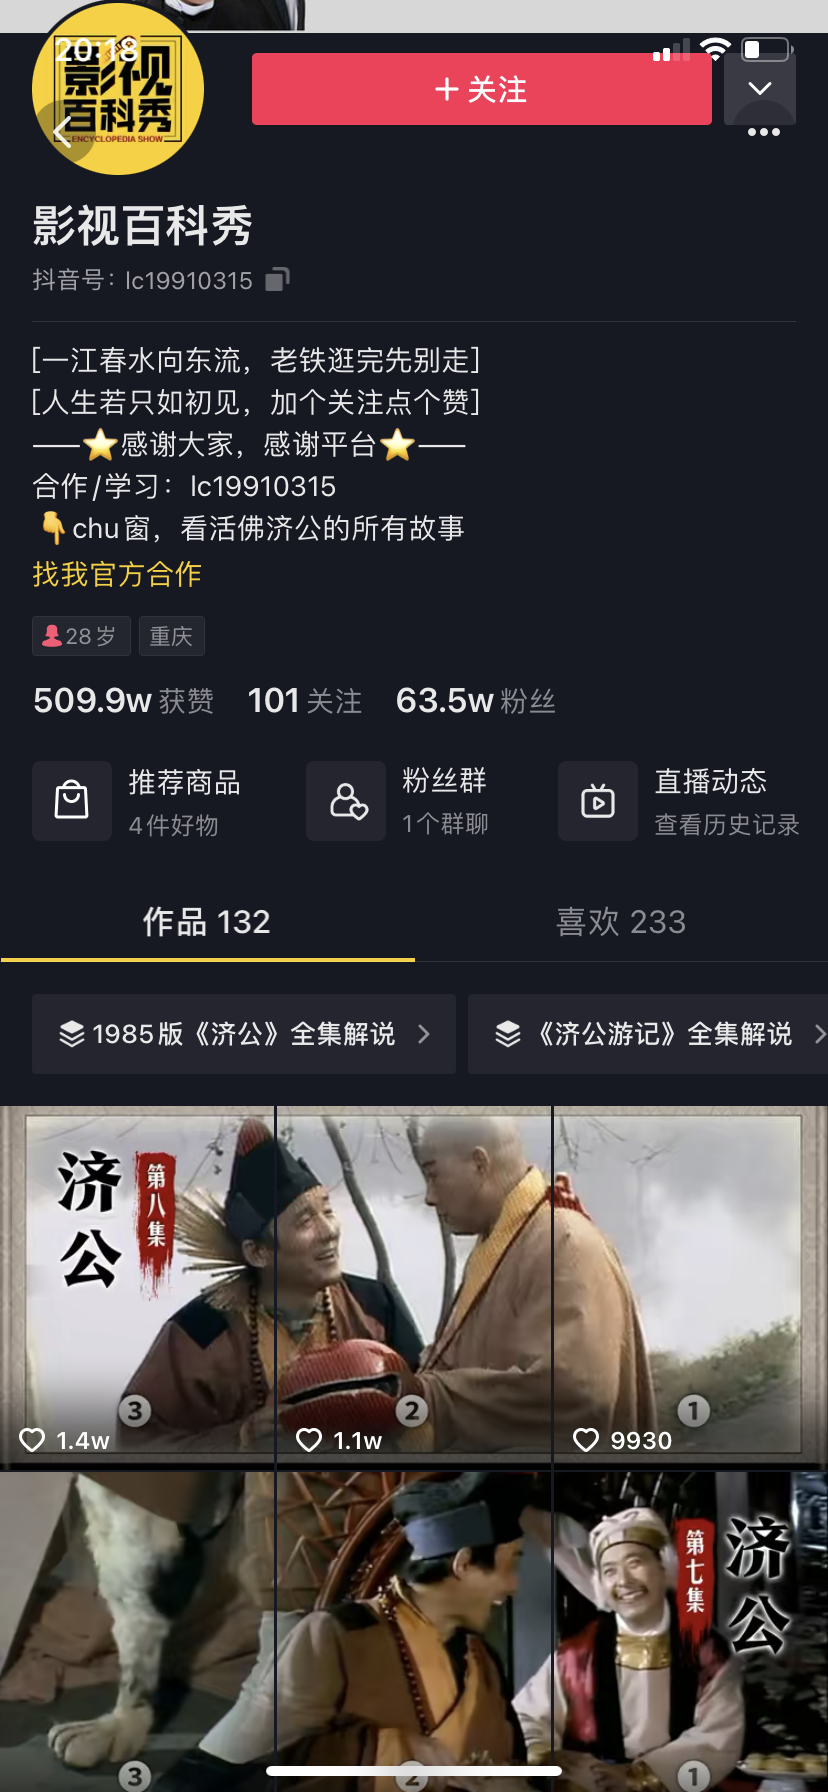 20:18
影视
百科秀
ENCYCLOPEDIA SHOW
+ 关注
影视百科秀
抖音号：lc19910315
[一江春水向东流，老铁逛完先别走]
[人生若只如初见，加个关注点个赞]
——⭐感谢大家，感谢平台⭐——
合作/学习：lc19910315
👇chu窗，看活佛济公的所有故事
找我官方合作
28岁 重庆
509.9w 获赞 101 关注 63.5w 粉丝
推荐商品
4件好物
粉丝群
1个群聊
直播动态
查看历史记录
作品 132 喜欢 233
1985版《济公》全集解说
《济公游记》全集解说
济公
第八集
3 2 1
1.4w 1.1w 9930
第七集
济公
3 2 1